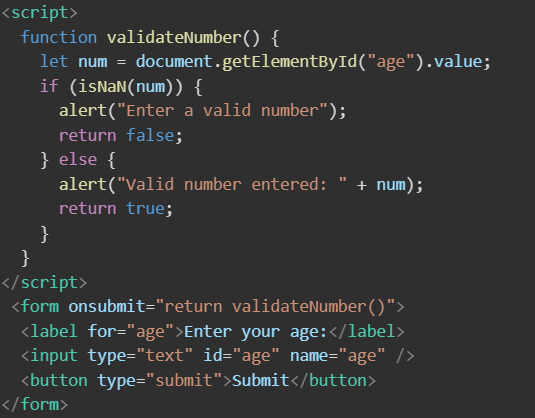 <script>
function validateNumber() {
let num = document.getElementById("age").value;
if (isNaN(num)) {
alert("Enter a valid number");
return false;
} else {
alert("Valid number entered: " + num);
return true;
}
}
</script>
<form onsubmit="return validateNumber()">
<label for="age">Enter your age:</label>
<input type="text" id="age" name="age" />
<button type="submit">Submit</button>
</form>